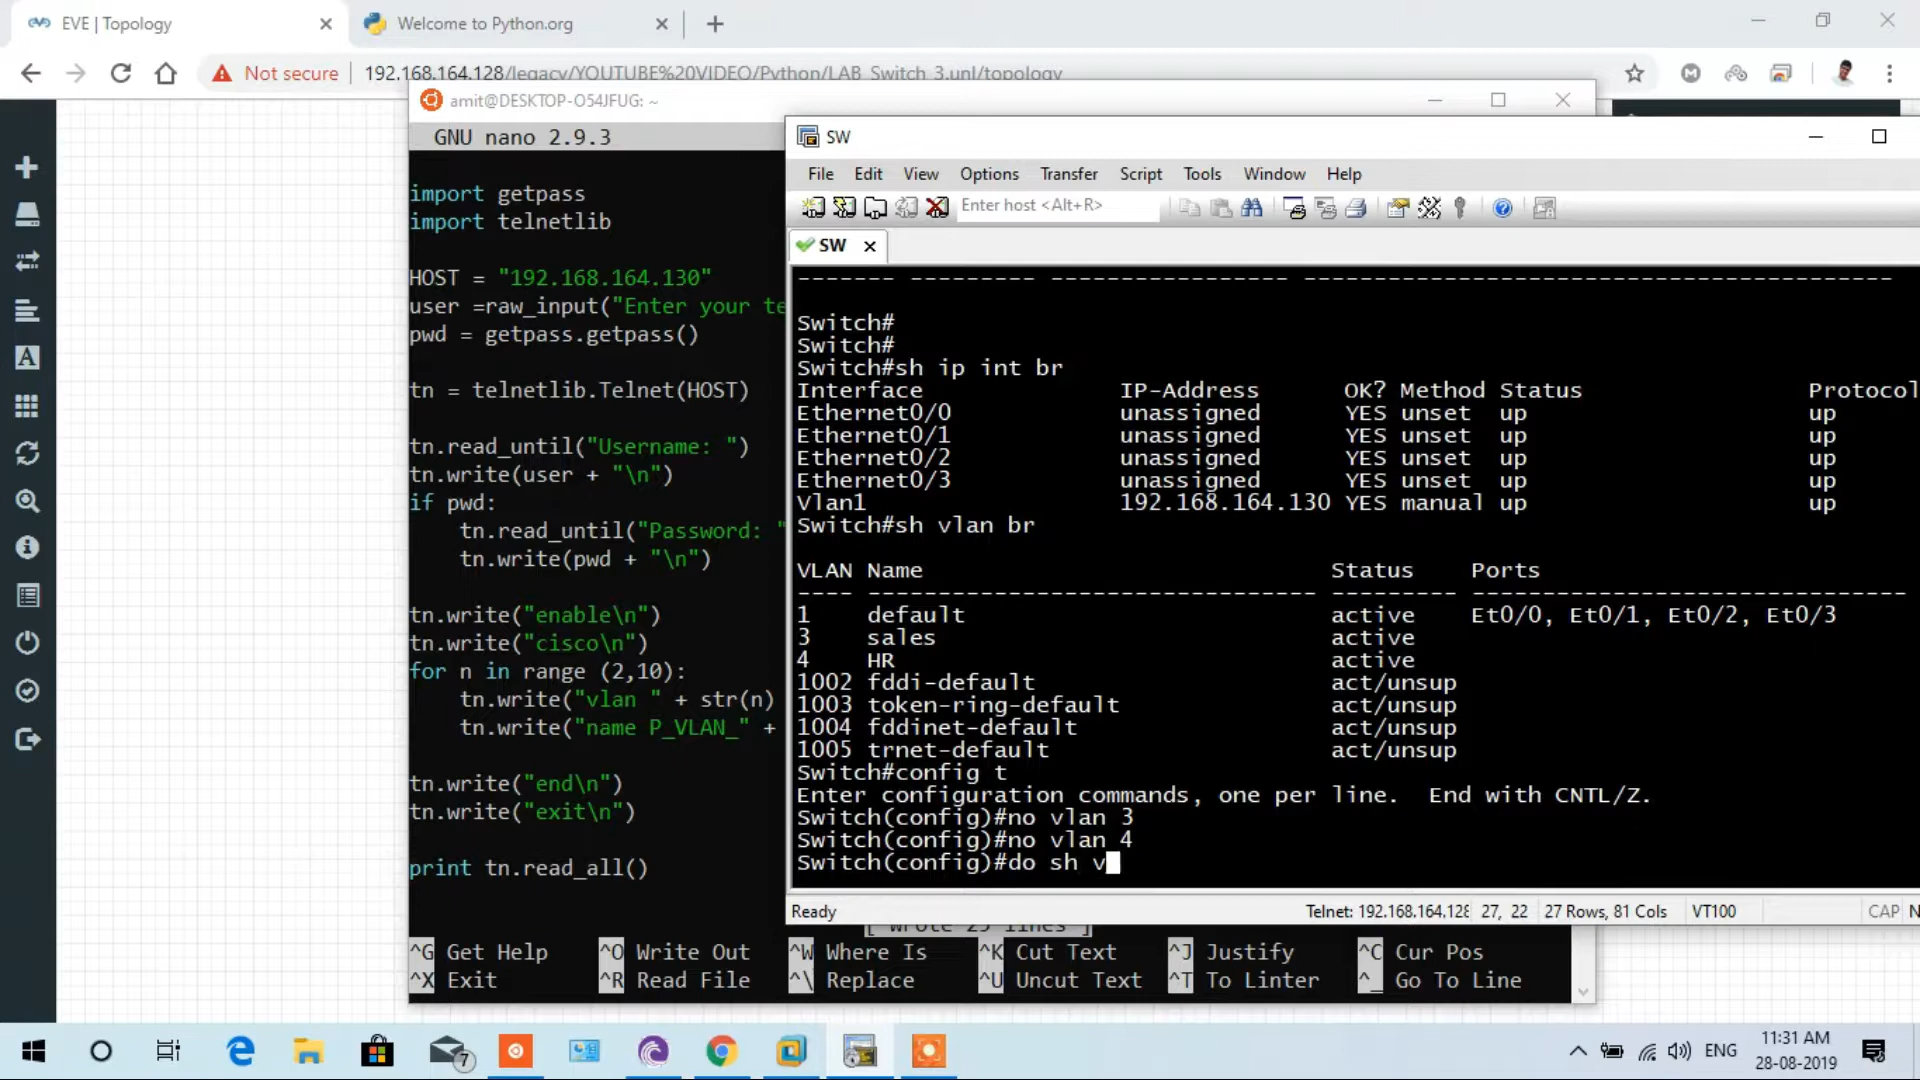 EVE | Topology
Welcome to Python.org
Not secure
192.168.164.128/legacy/YOUTUBE%20VIDEO/Python/LAB_Switch_3.unl/topology
amit@DESKTOP-O54JFUG: ~
GNU nano 2.9.3
import getpass
import telnetlib
HOST = "192.168.164.130"
user =raw_input("Enter your te
pwd = getpass.getpass()
tn = telnetlib.Telnet(HOST)
tn.read_until("Username: ")
tn.write(user + "\n")
if pwd:
tn.read_until("Password: "
tn.write(pwd + "\n")
tn.write("enable\n")
tn.write("cisco\n")
for n in range (2,10):
tn.write("vlan " + str(n)
tn.write("name P_VLAN_" +
tn.write("end\n")
tn.write("exit\n")
print tn.read_all()
SW
File Edit View Options Transfer Script Tools Window Help
Enter host <Alt+R>
SW
------- --------- ----------------- ------------------------------------------
Switch#
Switch#
Switch#sh ip int br
Interface IP-Address OK? Method Status Protocol
Ethernet0/0 unassigned YES unset up up
Ethernet0/1 unassigned YES unset up up
Ethernet0/2 unassigned YES unset up up
Ethernet0/3 unassigned YES unset up up
Vlan1 192.168.164.130 YES manual up up
Switch#sh vlan br
VLAN Name Status Ports
---- -------------------------------- --------- -------------------------------
1 default active Et0/0, Et0/1, Et0/2, Et0/3
3 sales active
4 HR active
1002 fddi-default act/unsup
1003 token-ring-default act/unsup
1004 fddinet-default act/unsup
1005 trnet-default act/unsup
Switch#config t
Enter configuration commands, one per line. End with CNTL/Z.
Switch(config)#no vlan 3
Switch(config)#no vlan 4
Switch(config)#do sh v
Ready Telnet: 192.168.164.128 27, 22 27 Rows, 81 Cols VT100 CAP N
[ Wrote 25 lines ]
^G Get Help ^O Write Out ^W Where Is ^K Cut Text ^J Justify ^C Cur Pos
^X Exit ^R Read File ^\ Replace ^U Uncut Text ^T To Linter ^_ Go To Line
7
ENG
11:31 AM
28-08-2019